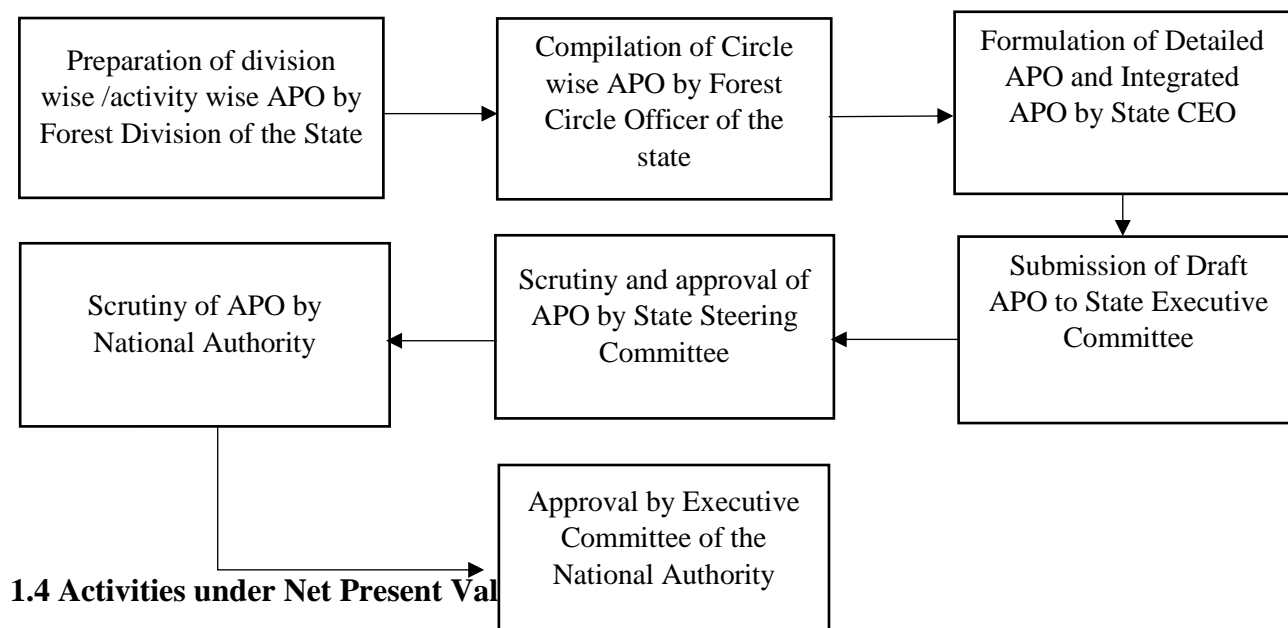 Preparation of division
wise /activity wise APO by
Forest Division of the State
Compilation of Circle
wise APO by Forest
Circle Officer of the
state
Formulation of Detailed
APO and Integrated
APO by State CEO
Submission of Draft
APO to State Executive
Committee
Scrutiny and approval of
APO by State Steering
Committee
Scrutiny of APO by
National Authority
Approval by Executive
Committee of the
National Authority
1.4 Activities under Net Present Val